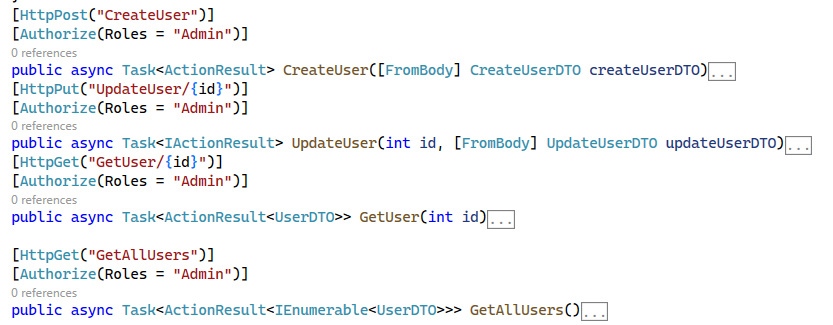 [HttpPost("CreateUser")]
[Authorize(Roles = "Admin")]
0 references
public async Task<ActionResult> CreateUser([FromBody] CreateUserDTO createUserDTO)...
[HttpPut("UpdateUser/{id}")]
[Authorize(Roles = "Admin")]
0 references
public async Task<IActionResult> UpdateUser(int id, [FromBody] UpdateUserDTO updateUserDTO)...
[HttpGet("GetUser/{id}")]
[Authorize(Roles = "Admin")]
0 references
public async Task<ActionResult<UserDTO>> GetUser(int id)...
[HttpGet("GetAllUsers")]
[Authorize(Roles = "Admin")]
0 references
public async Task<ActionResult<IEnumerable<UserDTO>>> GetAllUsers()...